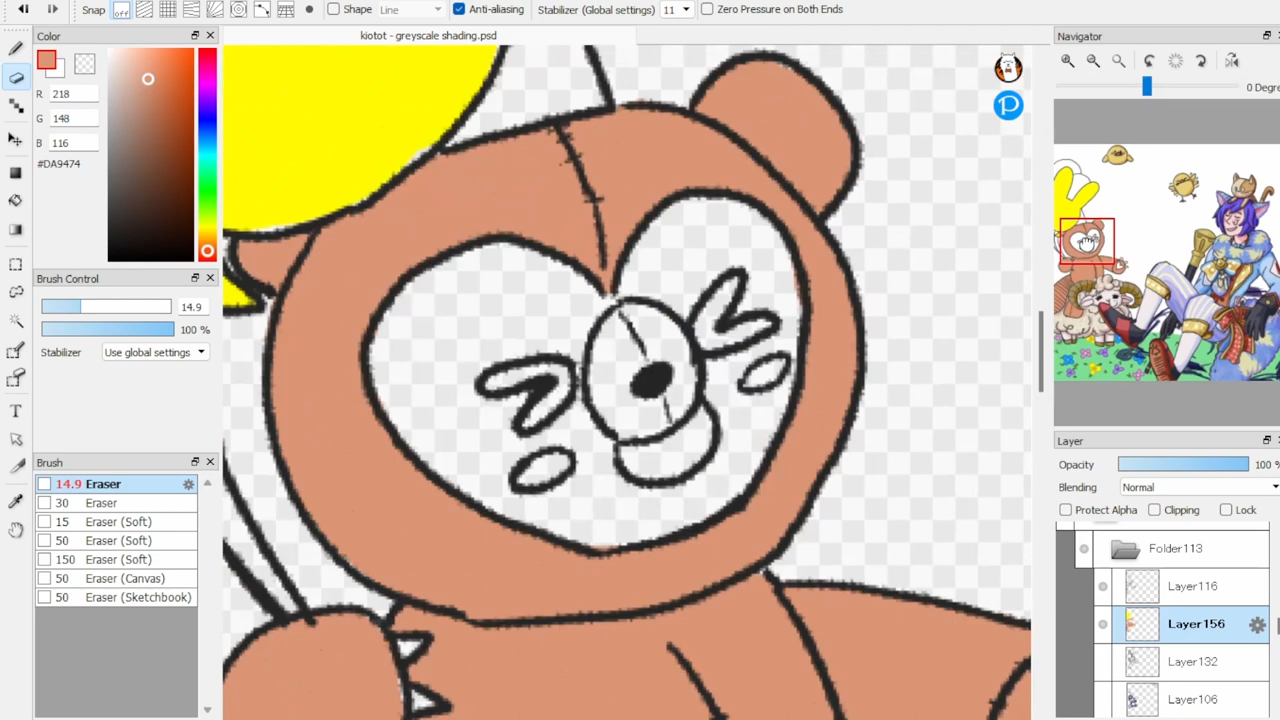 Snap off Shape Line Anti-aliasing Stabilizer (Global settings) 11 Zero Pressure on Both Ends
Color
R 218
G 148
B 116
#DA9474
Brush Control
14.9
100 %
Stabilizer Use global settings
Brush
14.9 Eraser
30 Eraser
15 Eraser (Soft)
50 Eraser (Soft)
150 Eraser (Soft)
50 Eraser (Canvas)
50 Eraser (Sketchbook)
kiotot - greyscale shading.psd
P
Navigator
0 Degre
Layer
Opacity 100 %
Blending Normal
Protect Alpha Clipping Lock
Folder113
Layer116
Layer156
Layer132
Layer106